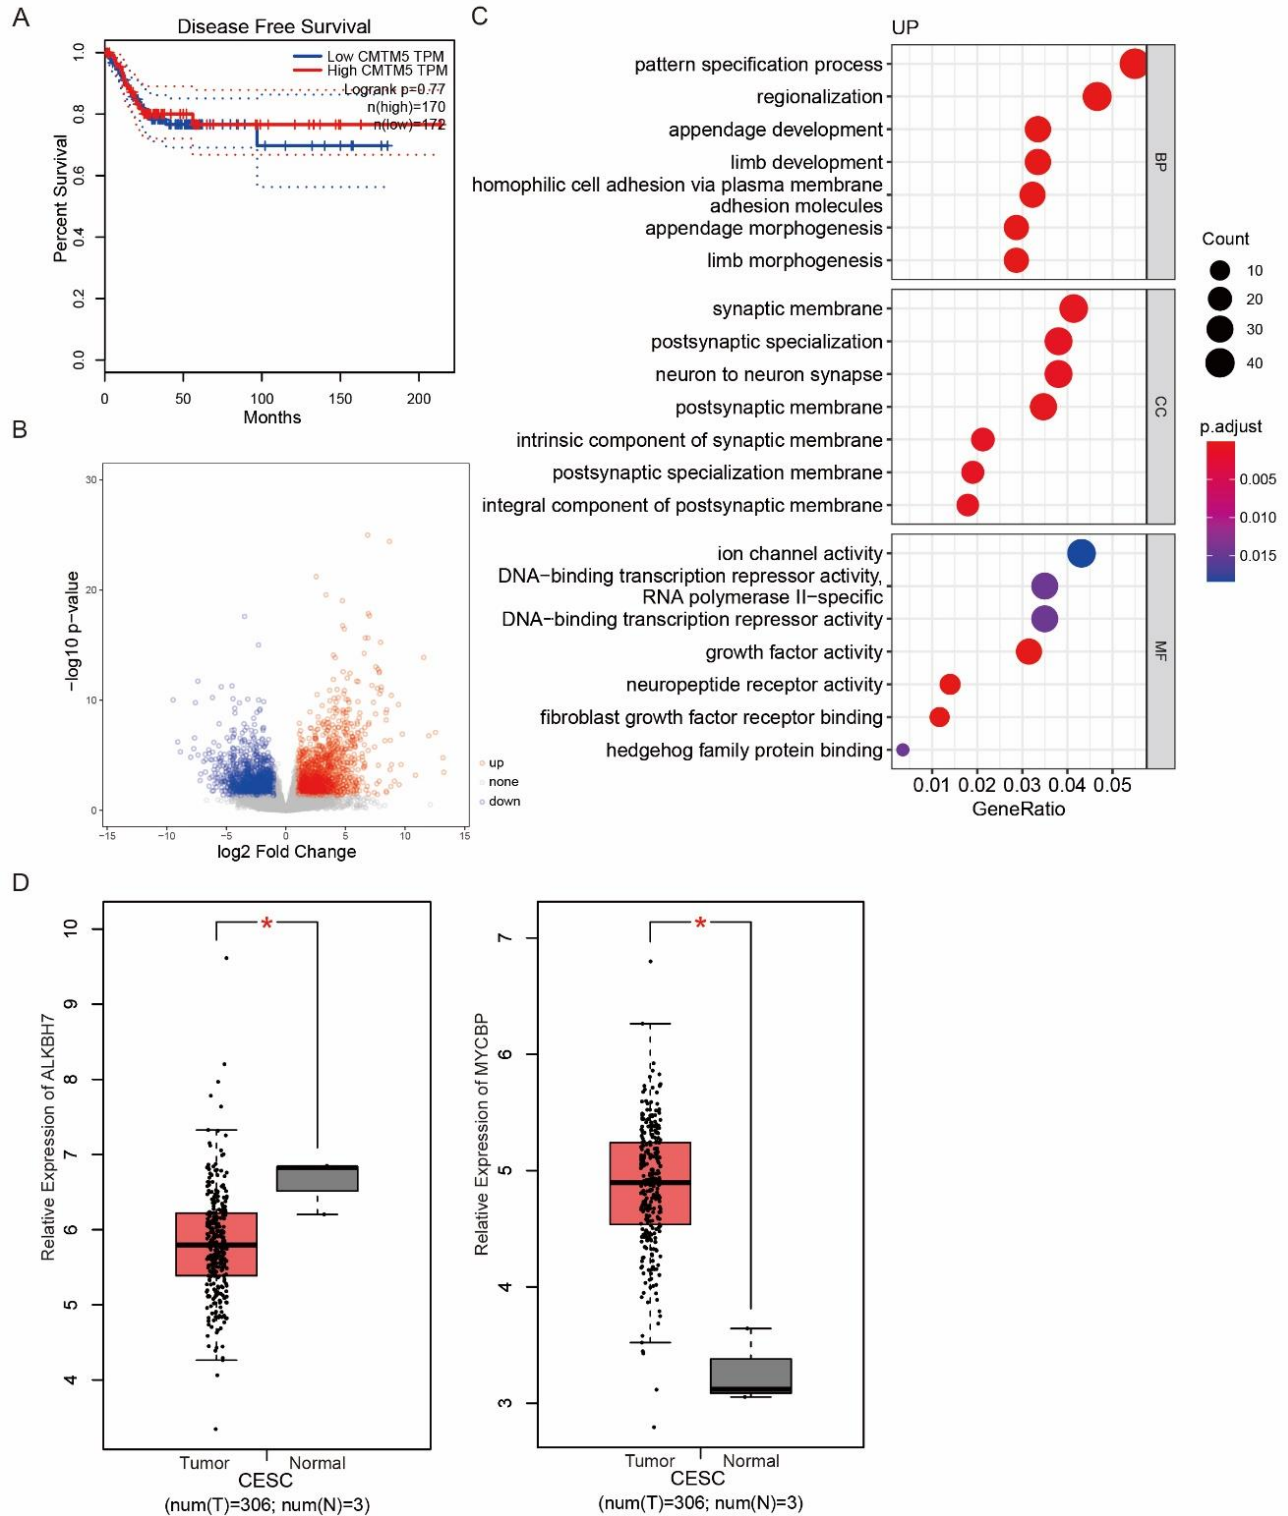 A
Disease Free Survival
Low CMTM5 TPM
High CMTM5 TPM
Logrank p=0.77
n(high)=170
n(low)=172
Percent Survival
1.0
0.8
0.6
0.4
0.2
0.0
0 50 100 150 200
Months
B
−log10 p−value
30
20
10
0
−15 −10 −5 0 5 10 15
log2 Fold Change
up
none
down
C
UP
pattern specification process
regionalization
appendage development
limb development
homophilic cell adhesion via plasma membrane
adhesion molecules
appendage morphogenesis
limb morphogenesis
BP
synaptic membrane
postsynaptic specialization
neuron to neuron synapse
postsynaptic membrane
intrinsic component of synaptic membrane
postsynaptic specialization membrane
integral component of postsynaptic membrane
CC
ion channel activity
DNA−binding transcription repressor activity,
RNA polymerase II−specific
DNA−binding transcription repressor activity
growth factor activity
neuropeptide receptor activity
fibroblast growth factor receptor binding
hedgehog family protein binding
MF
0.01 0.02 0.03 0.04 0.05
GeneRatio
Count
10
20
30
40
p.adjust
0.005
0.010
0.015
D
Relative Expression of ALKBH7
10
9
8
7
6
5
4
*
Tumor Normal
CESC
(num(T)=306; num(N)=3)
Relative Expression of MYCBP
7
6
5
4
3
*
Tumor Normal
CESC
(num(T)=306; num(N)=3)